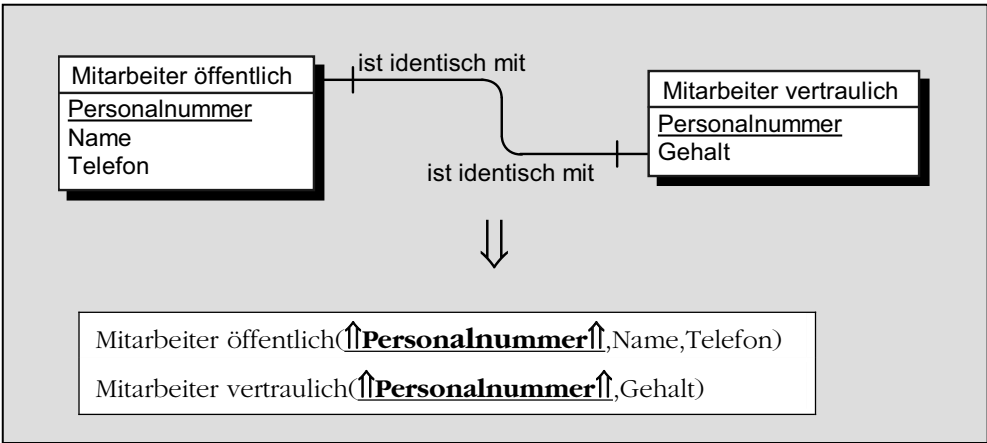 ist identisch mit
Mitarbeiter öffentlich
Personalnummer
Name
Telefon
Mitarbeiter vertraulich
Personalnummer
Gehalt
ist identisch mit
⇓
Mitarbeiter öffentlich(⇑Personalnummer⇑,Name,Telefon)
Mitarbeiter vertraulich(⇑Personalnummer⇑,Gehalt)